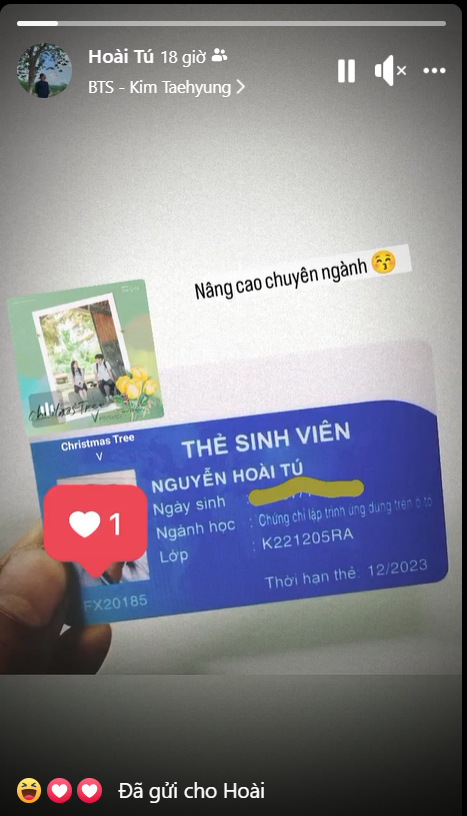 Hoài Tú 18 giờ
BTS - Kim Taehyung
Nâng cao chuyên ngành
Christmas Tree
Christmas Tree
V
THẺ SINH VIÊN
NGUYỄN HOÀI TÚ
Ngày sinh :
Ngành học : Chứng chỉ lập trình ứng dụng trên ô tô
Lớp : K221205RA
1
FX20185
Thời hạn thẻ: 12/2023
Đã gửi cho Hoài